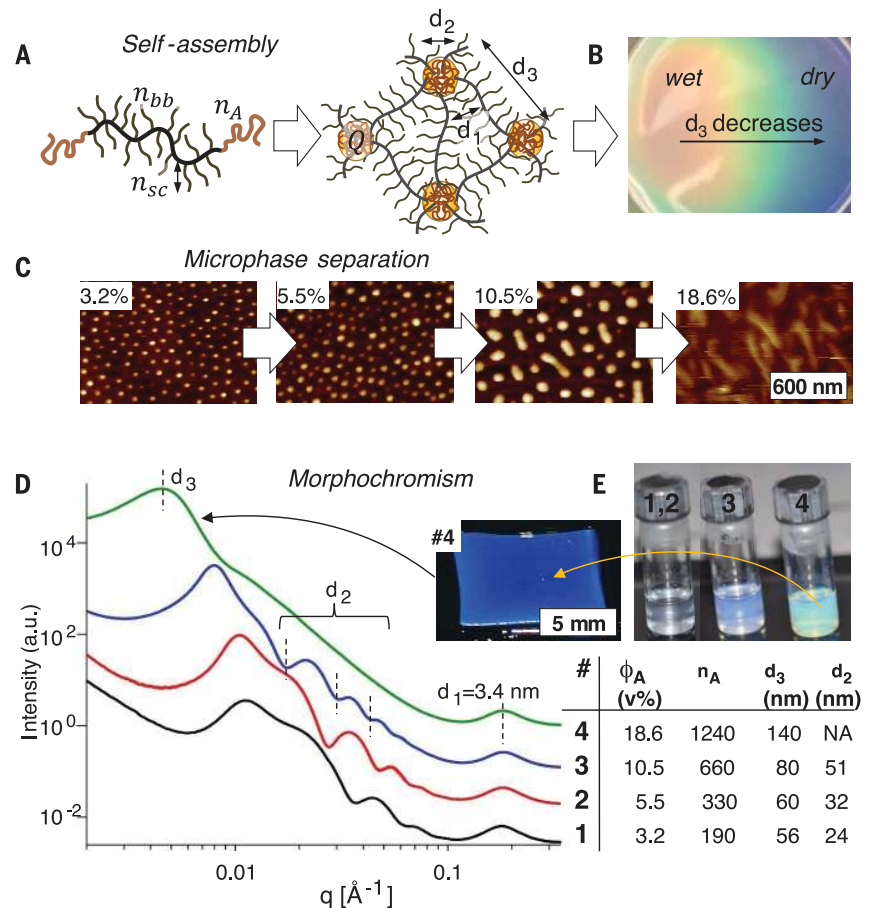 A
Self-assembly
n_bb
n_A
n_sc
Q
d_2
d_3
d_1
B
wet
dry
d_3 decreases
C
Microphase separation
3.2%
5.5%
10.5%
18.6%
600 nm
D
Morphochromism
d_3
d_2
d_1=3.4 nm
#4
5 mm
Intensity (a.u.)
10^4
10^2
10^0
10^-2
0.01
0.1
q [Å^-1]
E
1,2
3
4
# ϕ_A n_A d_3 d_2
(v%) (nm) (nm)
4 18.6 1240 140 NA
3 10.5 660 80 51
2 5.5 330 60 32
1 3.2 190 56 24